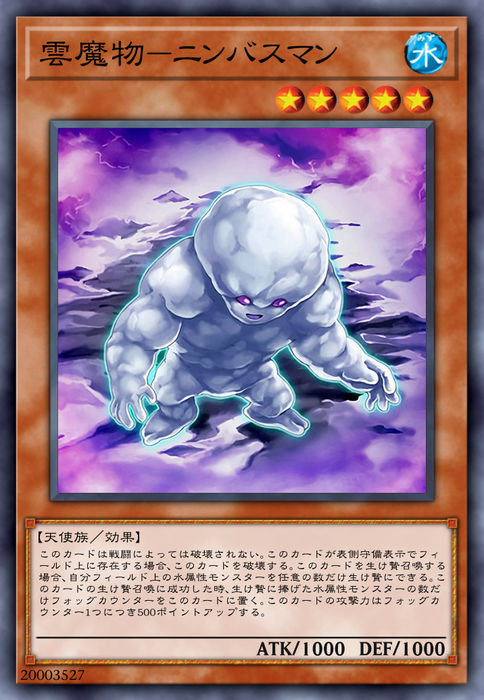 雲魔物－ニンバスマン
みず
水
【天使族／効果】
このカードは戦闘によっては破壊されない。このカードが表側守備表示でフィ
ールド上に存在する場合、このカードを破壊する。このカードを生け贄召喚する
場合、自分フィールド上の水属性モンスターを任意の数だけ生け贄にできる。こ
のカードの生け贄召喚に成功した時、生け贄に捧げた水属性モンスターの数だ
けフォッグカウンターをこのカードに置く。このカードの攻撃力はフォッグカ
ウンター1つにつき500ポイントアップする。
ATK/1000 DEF/1000
20003527